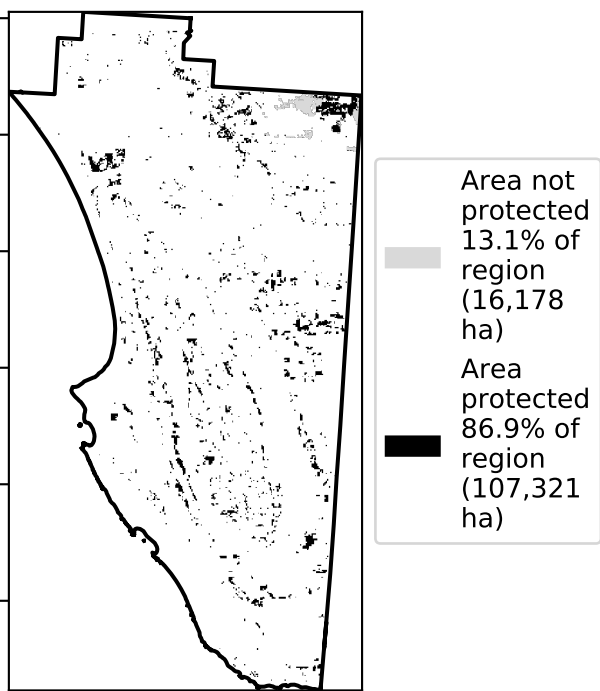 Area not
protected
13.1% of
region
(16,178
ha)
Area
protected
86.9% of
region
(107,321
ha)